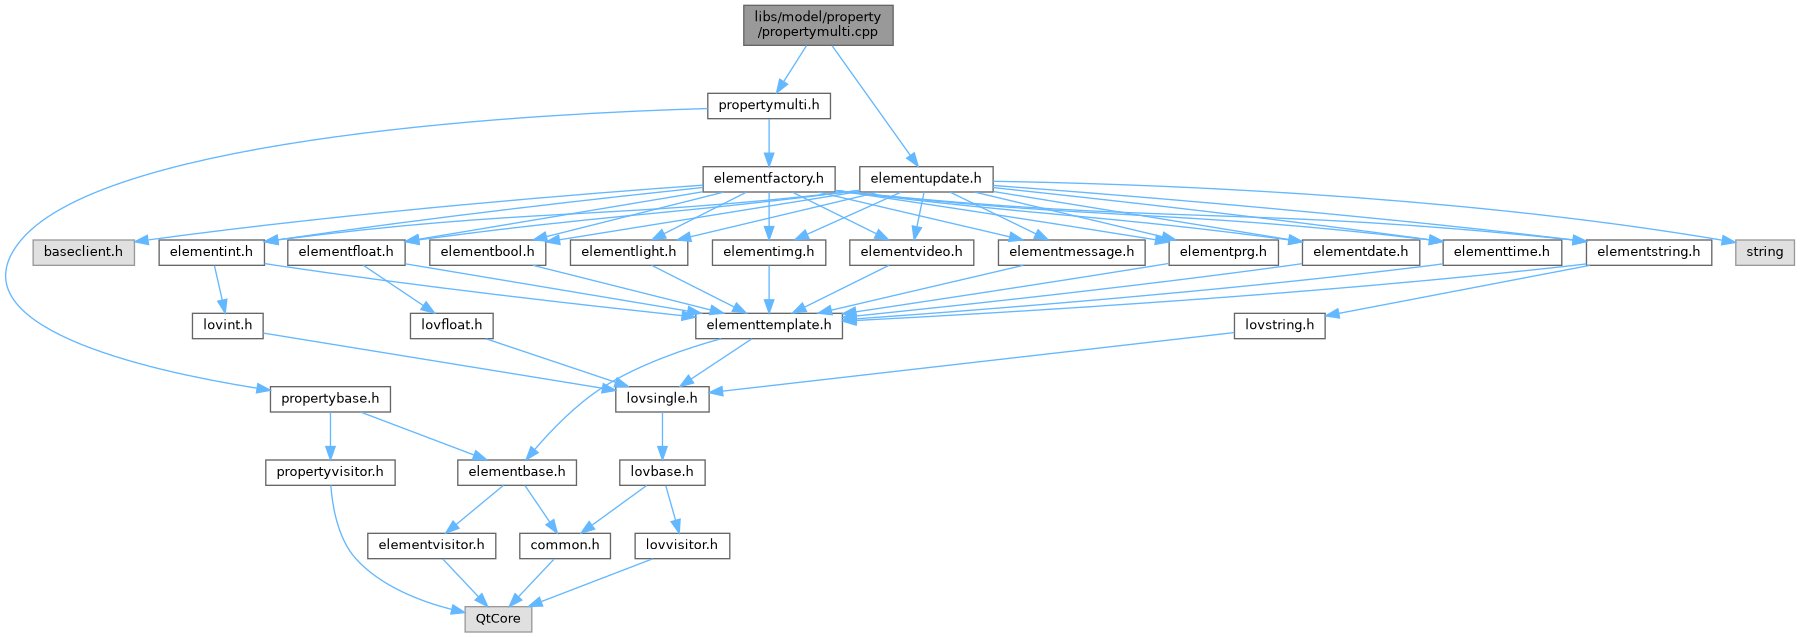 libs/model/property
/propertymulti.cpp
propertymulti.h
elementfactory.h
elementupdate.h
baseclient.h
elementint.h
elementfloat.h
elementbool.h
elementlight.h
elementimg.h
elementvideo.h
elementmessage.h
elementprg.h
elementdate.h
elementtime.h
elementstring.h
string
lovint.h
lovfloat.h
elementtemplate.h
lovstring.h
propertybase.h
lovsingle.h
propertyvisitor.h
elementbase.h
lovbase.h
elementvisitor.h
common.h
lovvisitor.h
QtCore